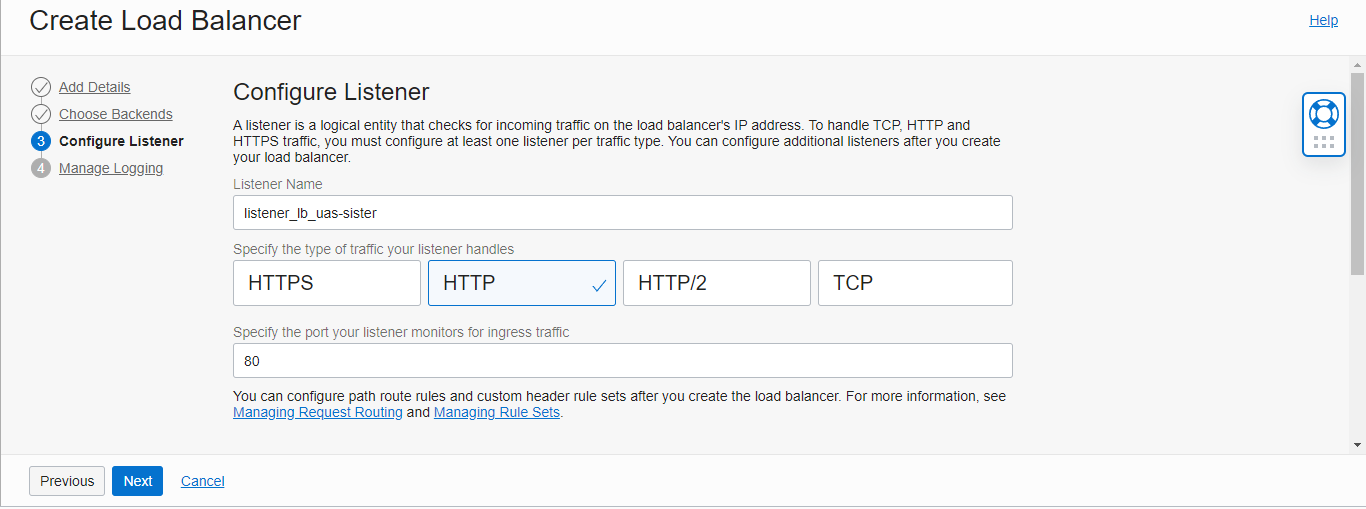 Create Load Balancer
Help
Add Details
Choose Backends
3 Configure Listener
4 Manage Logging
Configure Listener
A listener is a logical entity that checks for incoming traffic on the load balancer's IP address. To handle TCP, HTTP and
HTTPS traffic, you must configure at least one listener per traffic type. You can configure additional listeners after you create
your load balancer.
Listener Name
listener_lb_uas-sister
Specify the type of traffic your listener handles
HTTPS HTTP HTTP/2 TCP
Specify the port your listener monitors for ingress traffic
80
You can configure path route rules and custom header rule sets after you create the load balancer. For more information, see
Managing Request Routing and Managing Rule Sets.
Previous Next Cancel